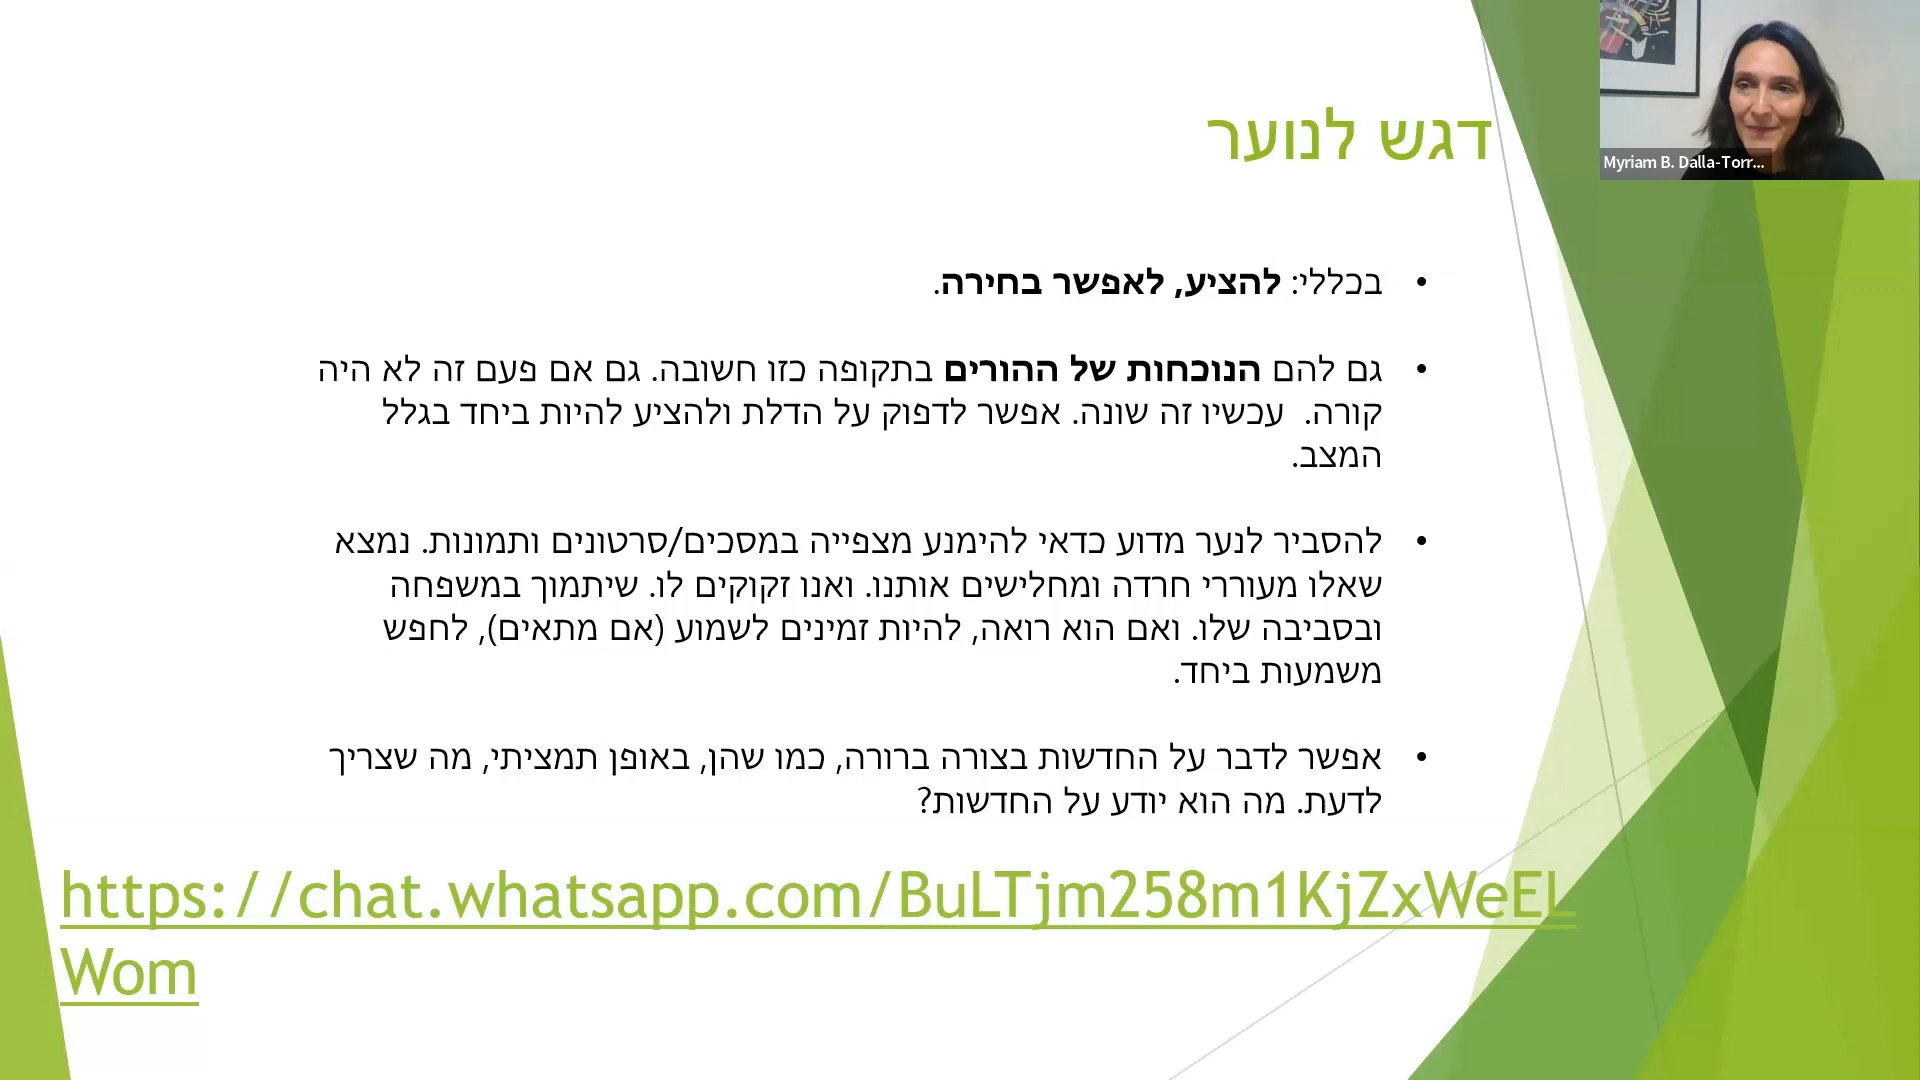 דגש לנוער
Myriam B. Dalla-Torr...
• בכללי: להציע, לאפשר בחירה.
• גם להם הנוכחות של ההורים בתקופה כזו חשובה. גם אם פעם זה לא היה
קורה.  עכשיו זה שונה. אפשר לדפוק על הדלת ולהציע להיות ביחד בגלל
המצב.
• להסביר לנער מדוע כדאי להימנע מצפייה במסכים/סרטונים ותמונות. נמצא
שאלו מעוררי חרדה ומחלישים אותנו. ואנו זקוקים לו. שיתמוך במשפחה
ובסביבה שלו. ואם הוא רואה, להיות זמינים לשמוע (אם מתאים), לחפש
משמעות ביחד.
• אפשר לדבר על החדשות בצורה ברורה, כמו שהן, באופן תמציתי, מה שצריך
לדעת. מה הוא יודע על החדשות?
https://chat.whatsapp.com/BuLTjm258m1KjZxWeEL
Wom